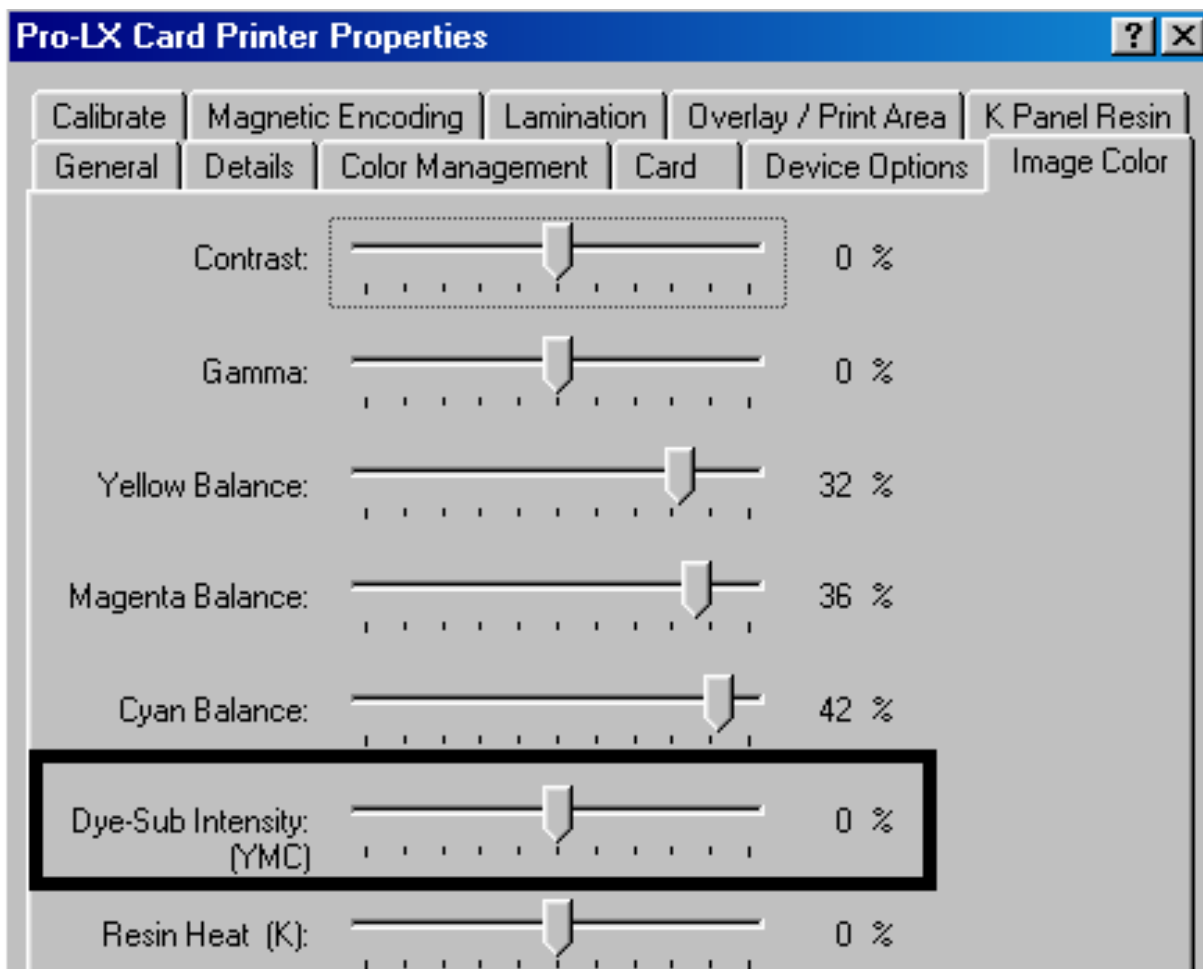 Pro-LX Card Printer Properties
Calibrate Magnetic Encoding Lamination Overlay / Print Area K Panel Resin
General Details Color Management Card Device Options Image Color
Contrast: 0 %
Gamma: 0 %
Yellow Balance: 32 %
Magenta Balance: 36 %
Cyan Balance: 42 %
Dye-Sub Intensity: 0 %
(YMC)
Resin Heat (K): 0 %